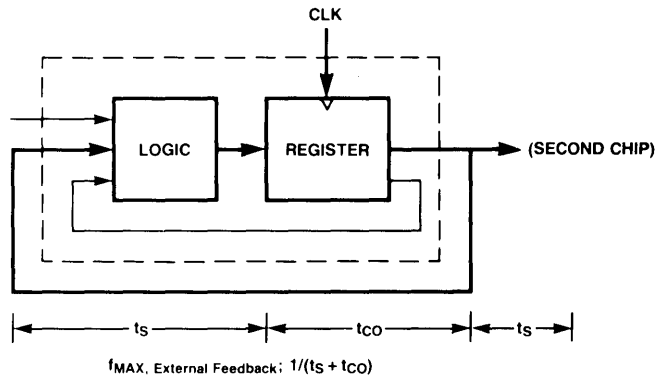 CLK
LOGIC
REGISTER
(SECOND CHIP)
tS
tCO
tS
fMAX, External Feedback; 1/(tS + tCO)